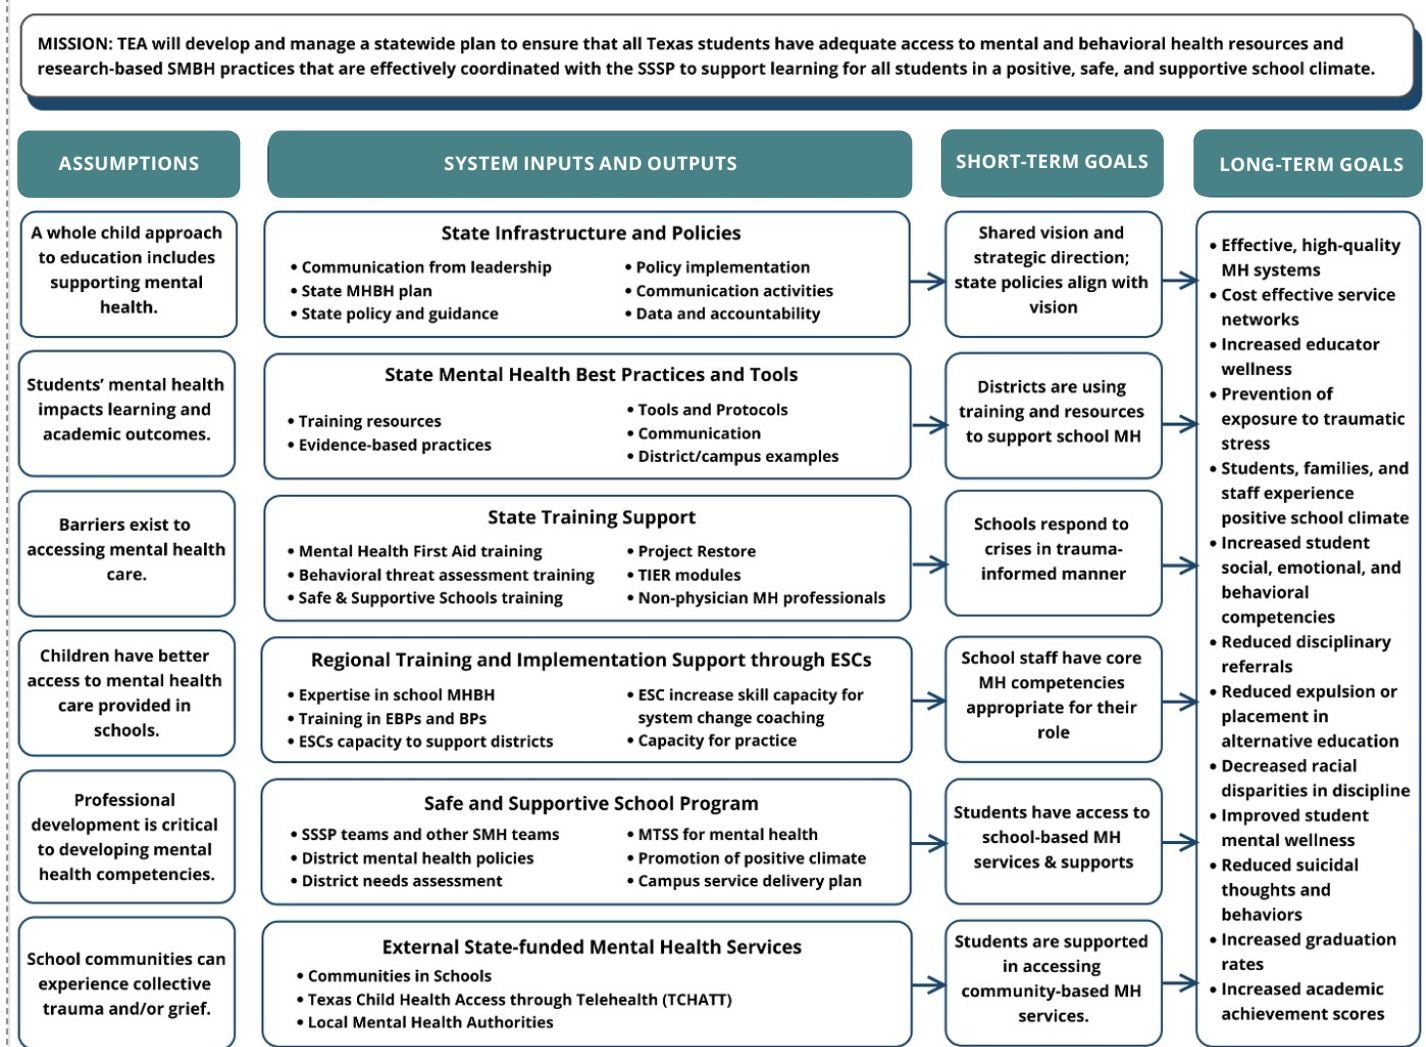 MISSION: TEA will develop and manage a statewide plan to ensure that all Texas students have adequate access to mental and behavioral health resources and
research-based SMBH practices that are effectively coordinated with the SSSP to support learning for all students in a positive, safe, and supportive school climate.
ASSUMPTIONS
A whole child approach
to education includes
supporting mental
health.
Students’ mental health
impacts learning and
academic outcomes.
Barriers exist to
accessing mental health
care.
Children have better
access to mental health
care provided in
schools.
Professional
development is critical
to developing mental
health competencies.
School communities can
experience collective
trauma and/or grief.
SYSTEM INPUTS AND OUTPUTS
State Infrastructure and Policies
• Communication from leadership
• State MHBH plan
• State policy and guidance
• Policy implementation
• Communication activities
• Data and accountability
State Mental Health Best Practices and Tools
• Training resources
• Evidence-based practices
• Tools and Protocols
• Communication
• District/campus examples
State Training Support
• Mental Health First Aid training
• Behavioral threat assessment training
• Safe & Supportive Schools training
• Project Restore
• TIER modules
• Non-physician MH professionals
Regional Training and Implementation Support through ESCs
• Expertise in school MHBH
• Training in EBPs and BPs
• ESCs capacity to support districts
• ESC increase skill capacity for
system change coaching
• Capacity for practice
Safe and Supportive School Program
• SSSP teams and other SMH teams
• District mental health policies
• District needs assessment
• MTSS for mental health
• Promotion of positive climate
• Campus service delivery plan
External State-funded Mental Health Services
• Communities in Schools
• Texas Child Health Access through Telehealth (TCHATT)
• Local Mental Health Authorities
SHORT-TERM GOALS
Shared vision and
strategic direction;
state policies align with
vision
Districts are using
training and resources
to support school MH
Schools respond to
crises in trauma-
informed manner
School staff have core
MH competencies
appropriate for their
role
Students have access to
school-based MH
services & supports
Students are supported
in accessing
community-based MH
services.
LONG-TERM GOALS
• Effective, high-quality
MH systems
• Cost effective service
networks
• Increased educator
wellness
• Prevention of
exposure to traumatic
stress
• Students, families, and
staff experience
positive school climate
• Increased student
social, emotional, and
behavioral
competencies
• Reduced disciplinary
referrals
• Reduced expulsion or
placement in
alternative education
• Decreased racial
disparities in discipline
• Improved student
mental wellness
• Reduced suicidal
thoughts and
behaviors
• Increased graduation
rates
• Increased academic
achievement scores